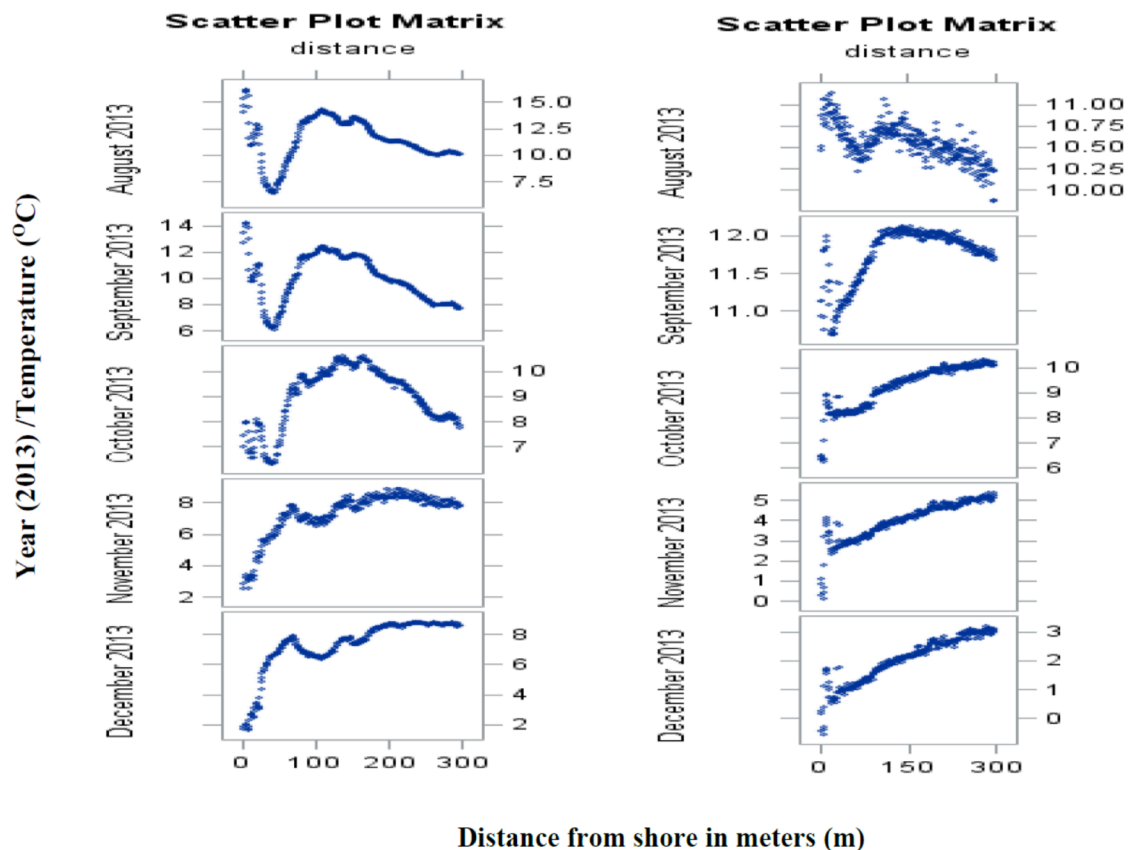 Scatter Plot Matrix
distance
August 2013
15.0
12.5
10.0
7.5
September 2013
14
12
10
8
6
October 2013
10
9
8
7
November 2013
8
6
4
2
December 2013
8
6
4
2
0 100 200 300
Scatter Plot Matrix
distance
August 2013
11.00
10.75
10.50
10.25
10.00
September 2013
12.0
11.5
11.0
October 2013
10
9
8
7
6
November 2013
5
4
3
2
1
0
December 2013
3
2
1
0
0 150 300
Year (2013) /Temperature (°C)
Distance from shore in meters (m)